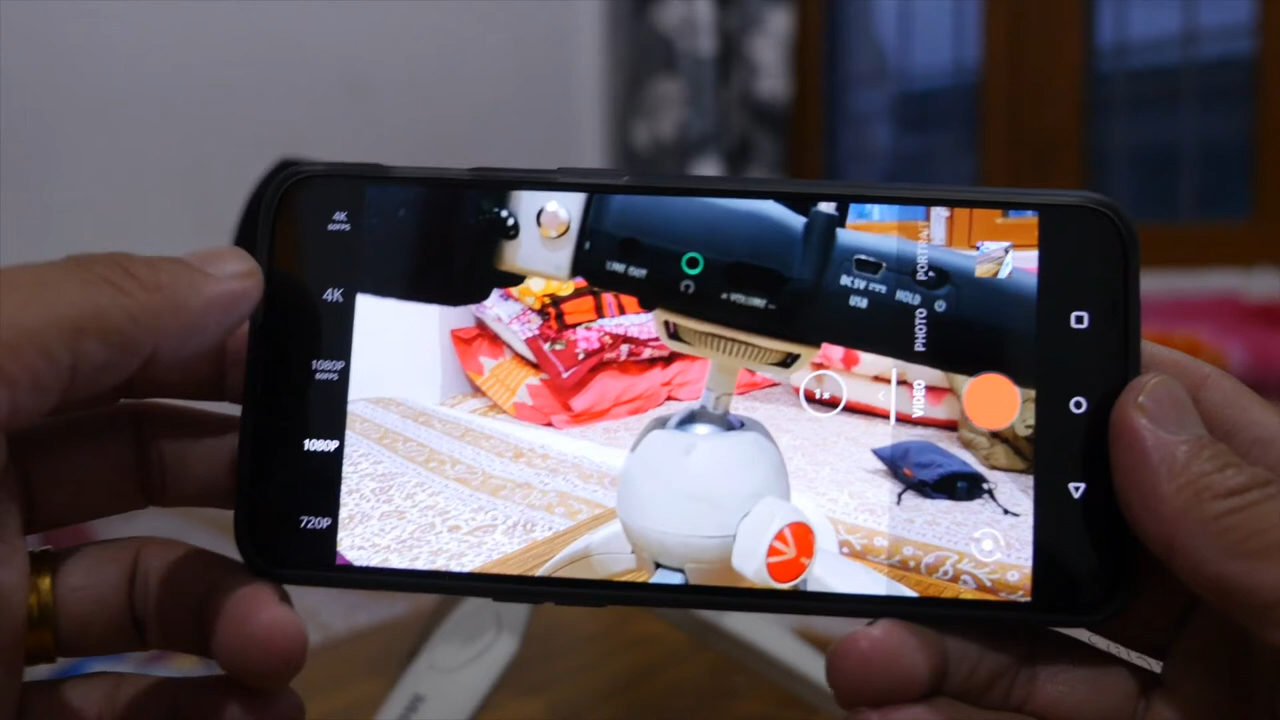 4K
60FPS
4K
1080P
60FPS
1080P
720P
LINE OUT
VOLUME
DC5V
USB
HOLD
PORTRAIT
PHOTO
VIDEO
1x
V